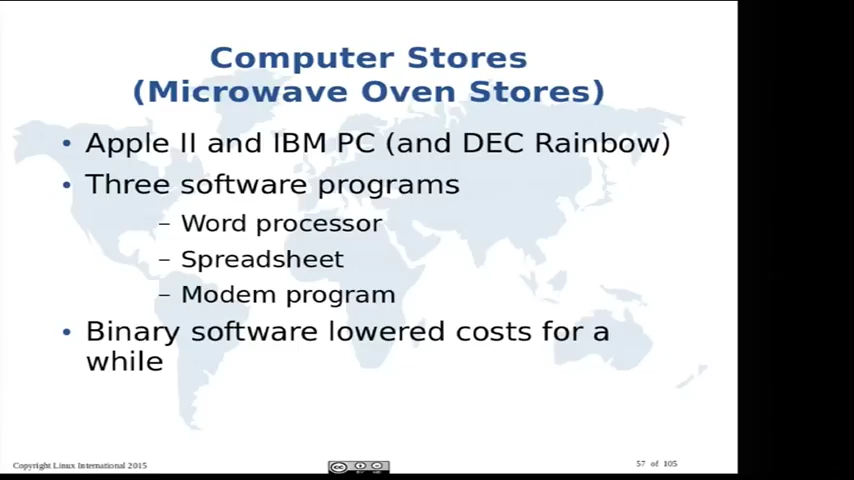 Computer Stores
(Microwave Oven Stores)
• Apple II and IBM PC (and DEC Rainbow)
• Three software programs
– Word processor
– Spreadsheet
– Modem program
• Binary software lowered costs for a
while
Copyright Linux International 2015
57 of 105